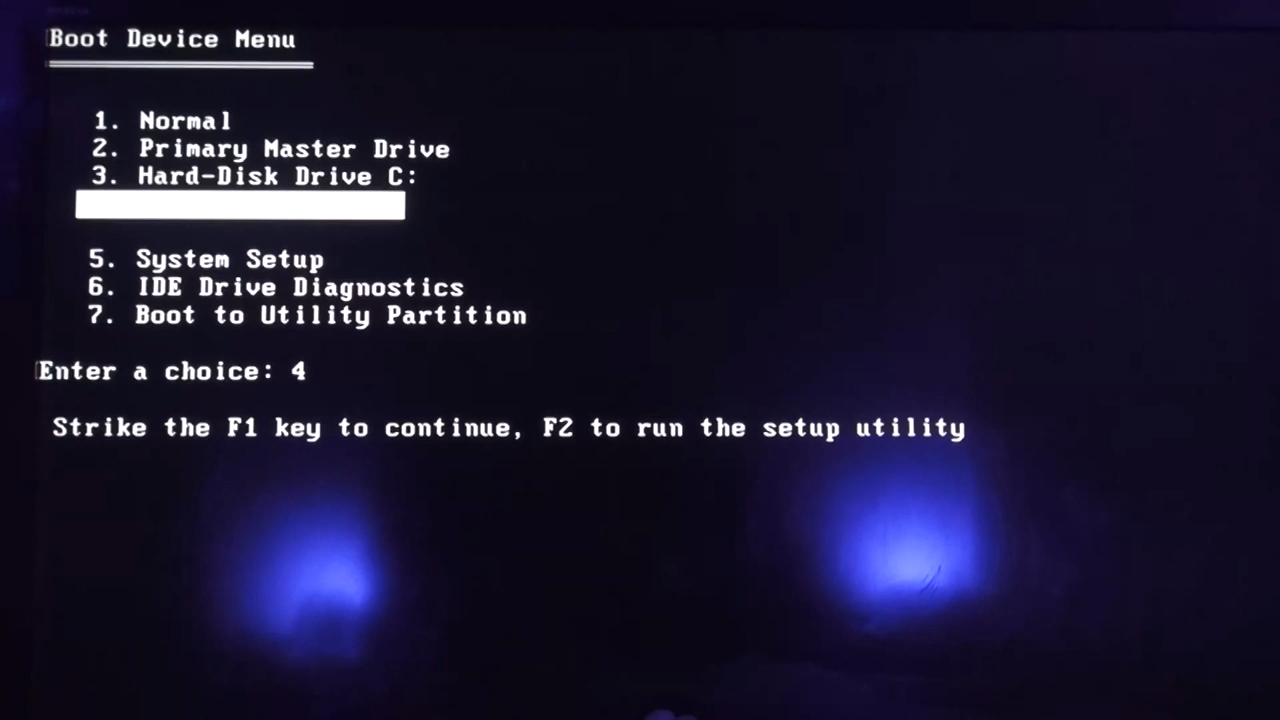 Boot Device Menu
1. Normal
2. Primary Master Drive
3. Hard-Disk Drive C:
5. System Setup
6. IDE Drive Diagnostics
7. Boot to Utility Partition
Enter a choice: 4
Strike the F1 key to continue, F2 to run the setup utility